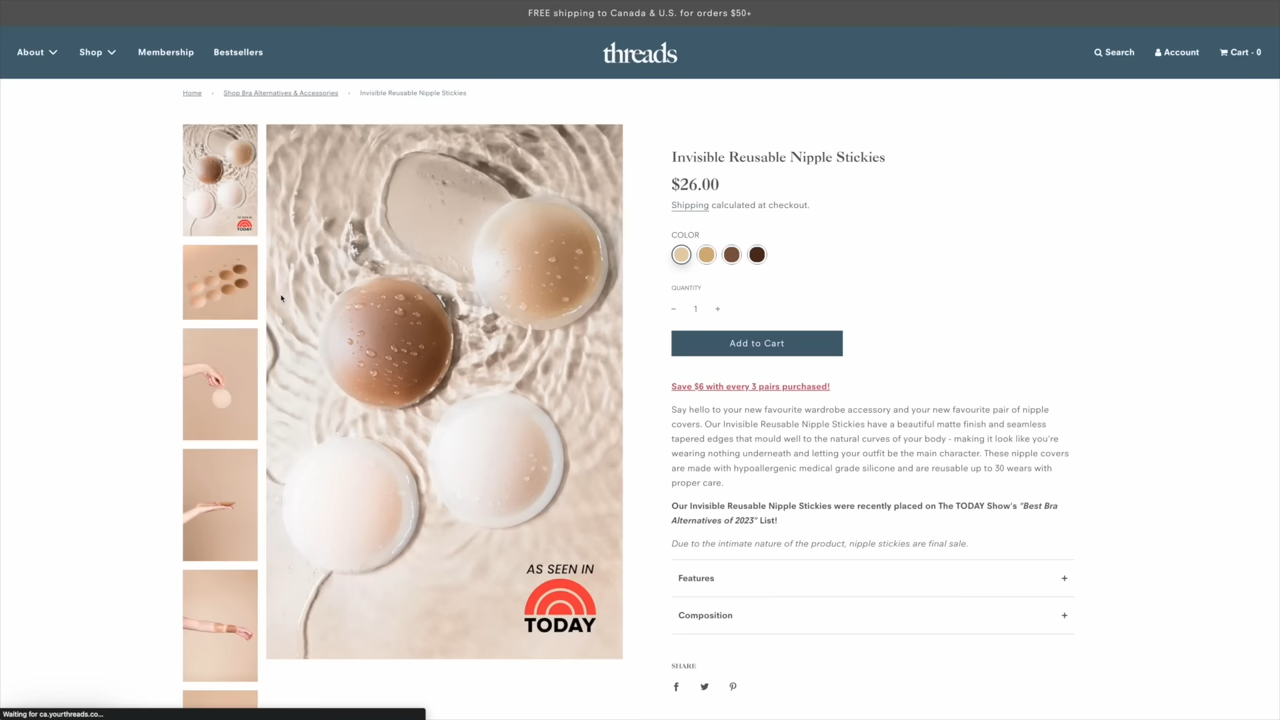 FREE shipping to Canada & U.S. for orders $50+
About Shop Membership Bestsellers threads Search Account Cart - 0
Home • Shop Bra Alternatives & Accessories • Invisible Reusable Nipple Stickies
AS SEEN IN
TODAY
AS SEEN IN
TODAY
Invisible Reusable Nipple Stickies
$26.00
Shipping calculated at checkout.
COLOR
QUANTITY
− 1 +
Add to Cart
Save $6 with every 3 pairs purchased!
Say hello to your new favourite wardrobe accessory and your new favourite pair of nipple
covers. Our Invisible Reusable Nipple Stickies have a beautiful matte finish and seamless
tapered edges that mould well to the natural curves of your body - making it look like you're
wearing nothing underneath and letting your outfit be the main character. These nipple covers
are made with hypoallergenic medical grade silicone and are reusable up to 30 wears with
proper care.
Our Invisible Reusable Nipple Stickies were recently placed on The TODAY Show's "Best Bra
Alternatives of 2023" List!
Due to the intimate nature of the product, nipple stickies are final sale.
Features +
Composition +
SHARE
Waiting for ca.yourthreads.co...